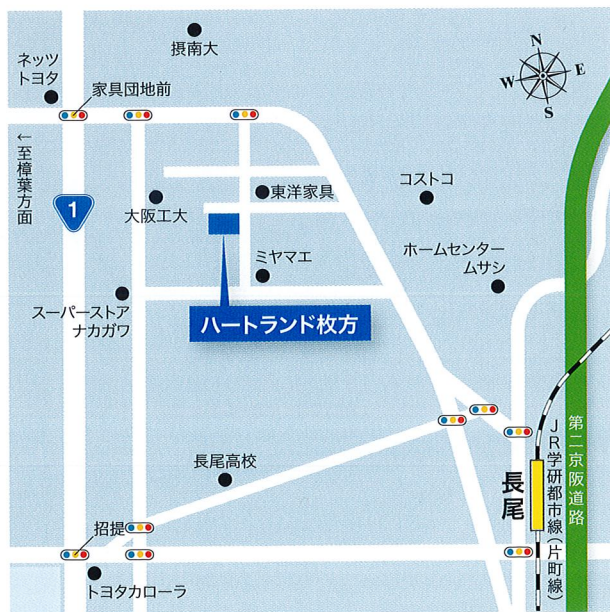 摂南大
N
W
E
S
ネッツ
トヨタ
家具団地前
←至樟葉方面
1
大阪工大
東洋家具
コストコ
ミヤマエ
ホームセンター
ムサシ
スーパーストア
ナカガワ
ハートランド枚方
長尾高校
長尾
JR学研都市線(片町線)
第二京阪道路
招提
トヨタカローラ